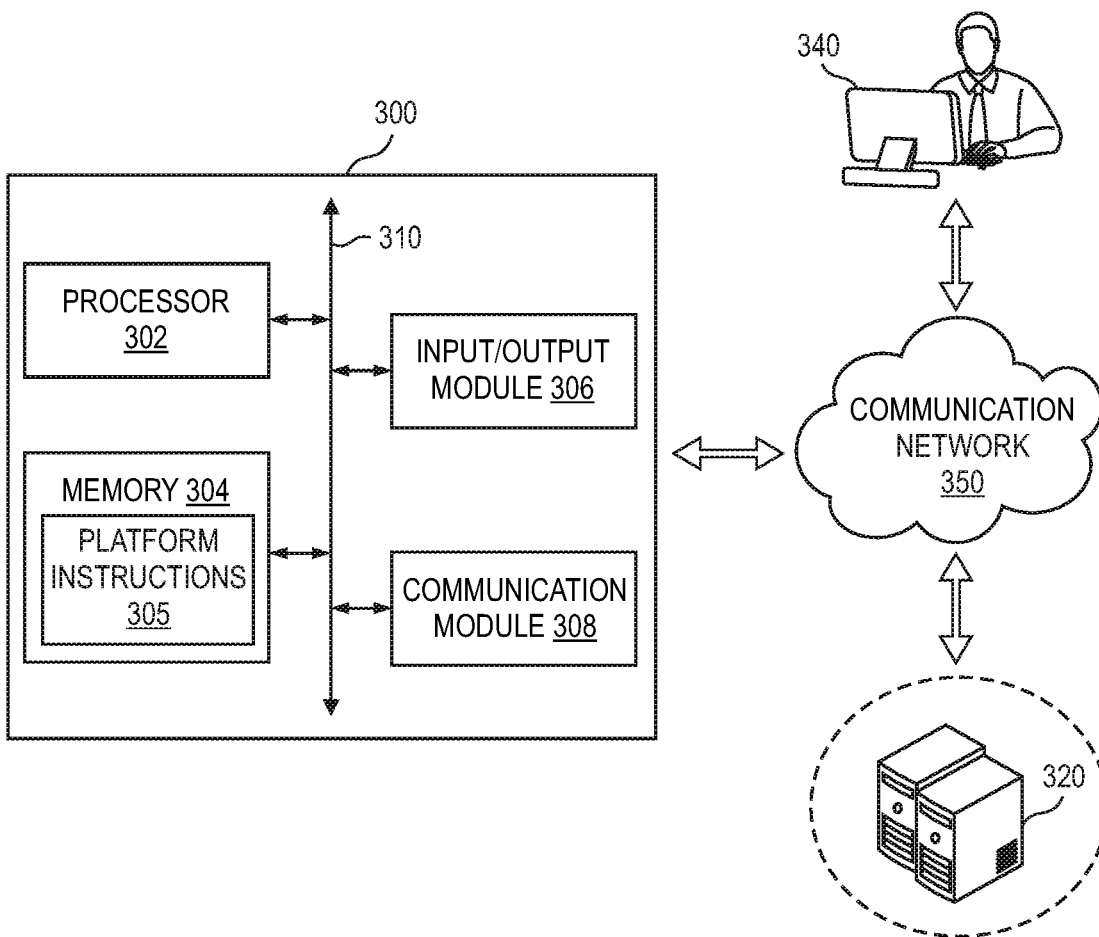 340
300
310
PROCESSOR
302
INPUT/OUTPUT
MODULE 306
COMMUNICATION
NETWORK
350
MEMORY 304
PLATFORM
INSTRUCTIONS
305
COMMUNICATION
MODULE 308
320